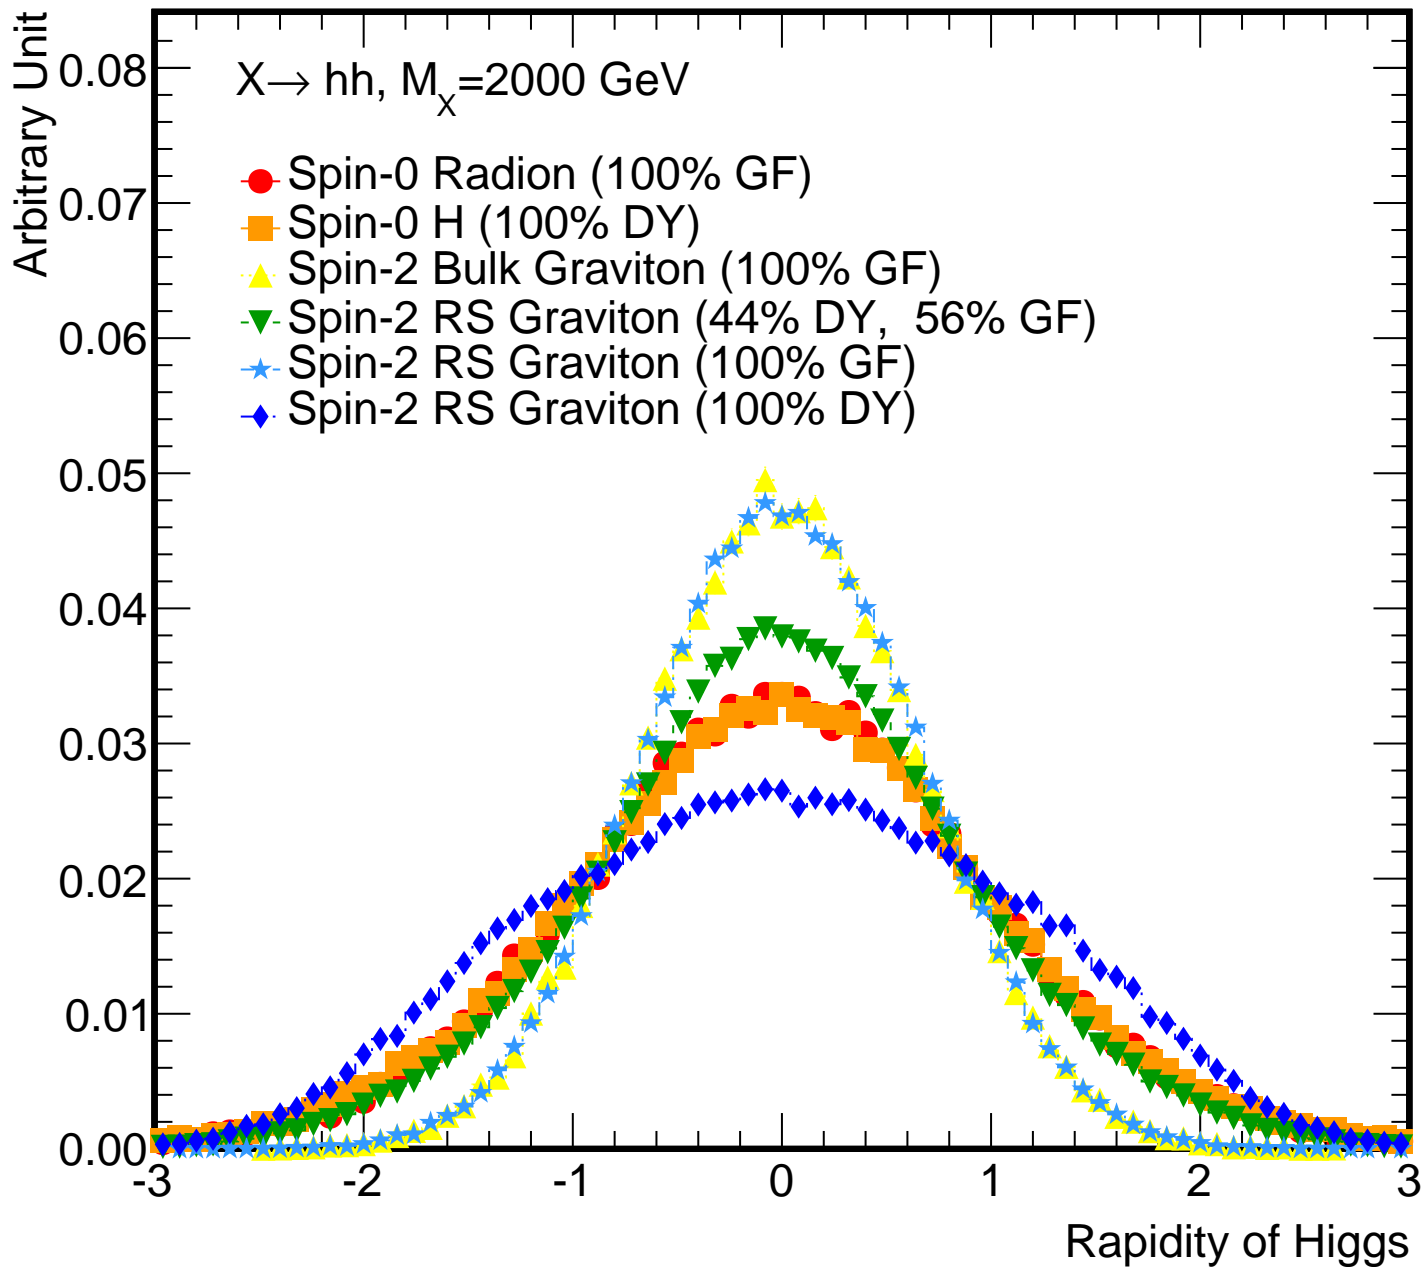 Arbitrary Unit
0.08
0.07
0.06
0.05
0.04
0.03
0.02
0.01
0.00
X→ hh, M_X=2000 GeV
Spin-0 Radion (100% GF)
Spin-0 H (100% DY)
Spin-2 Bulk Graviton (100% GF)
Spin-2 RS Graviton (44% DY, 56% GF)
Spin-2 RS Graviton (100% GF)
Spin-2 RS Graviton (100% DY)
-3 -2 -1 0 1 2 3
Rapidity of Higgs